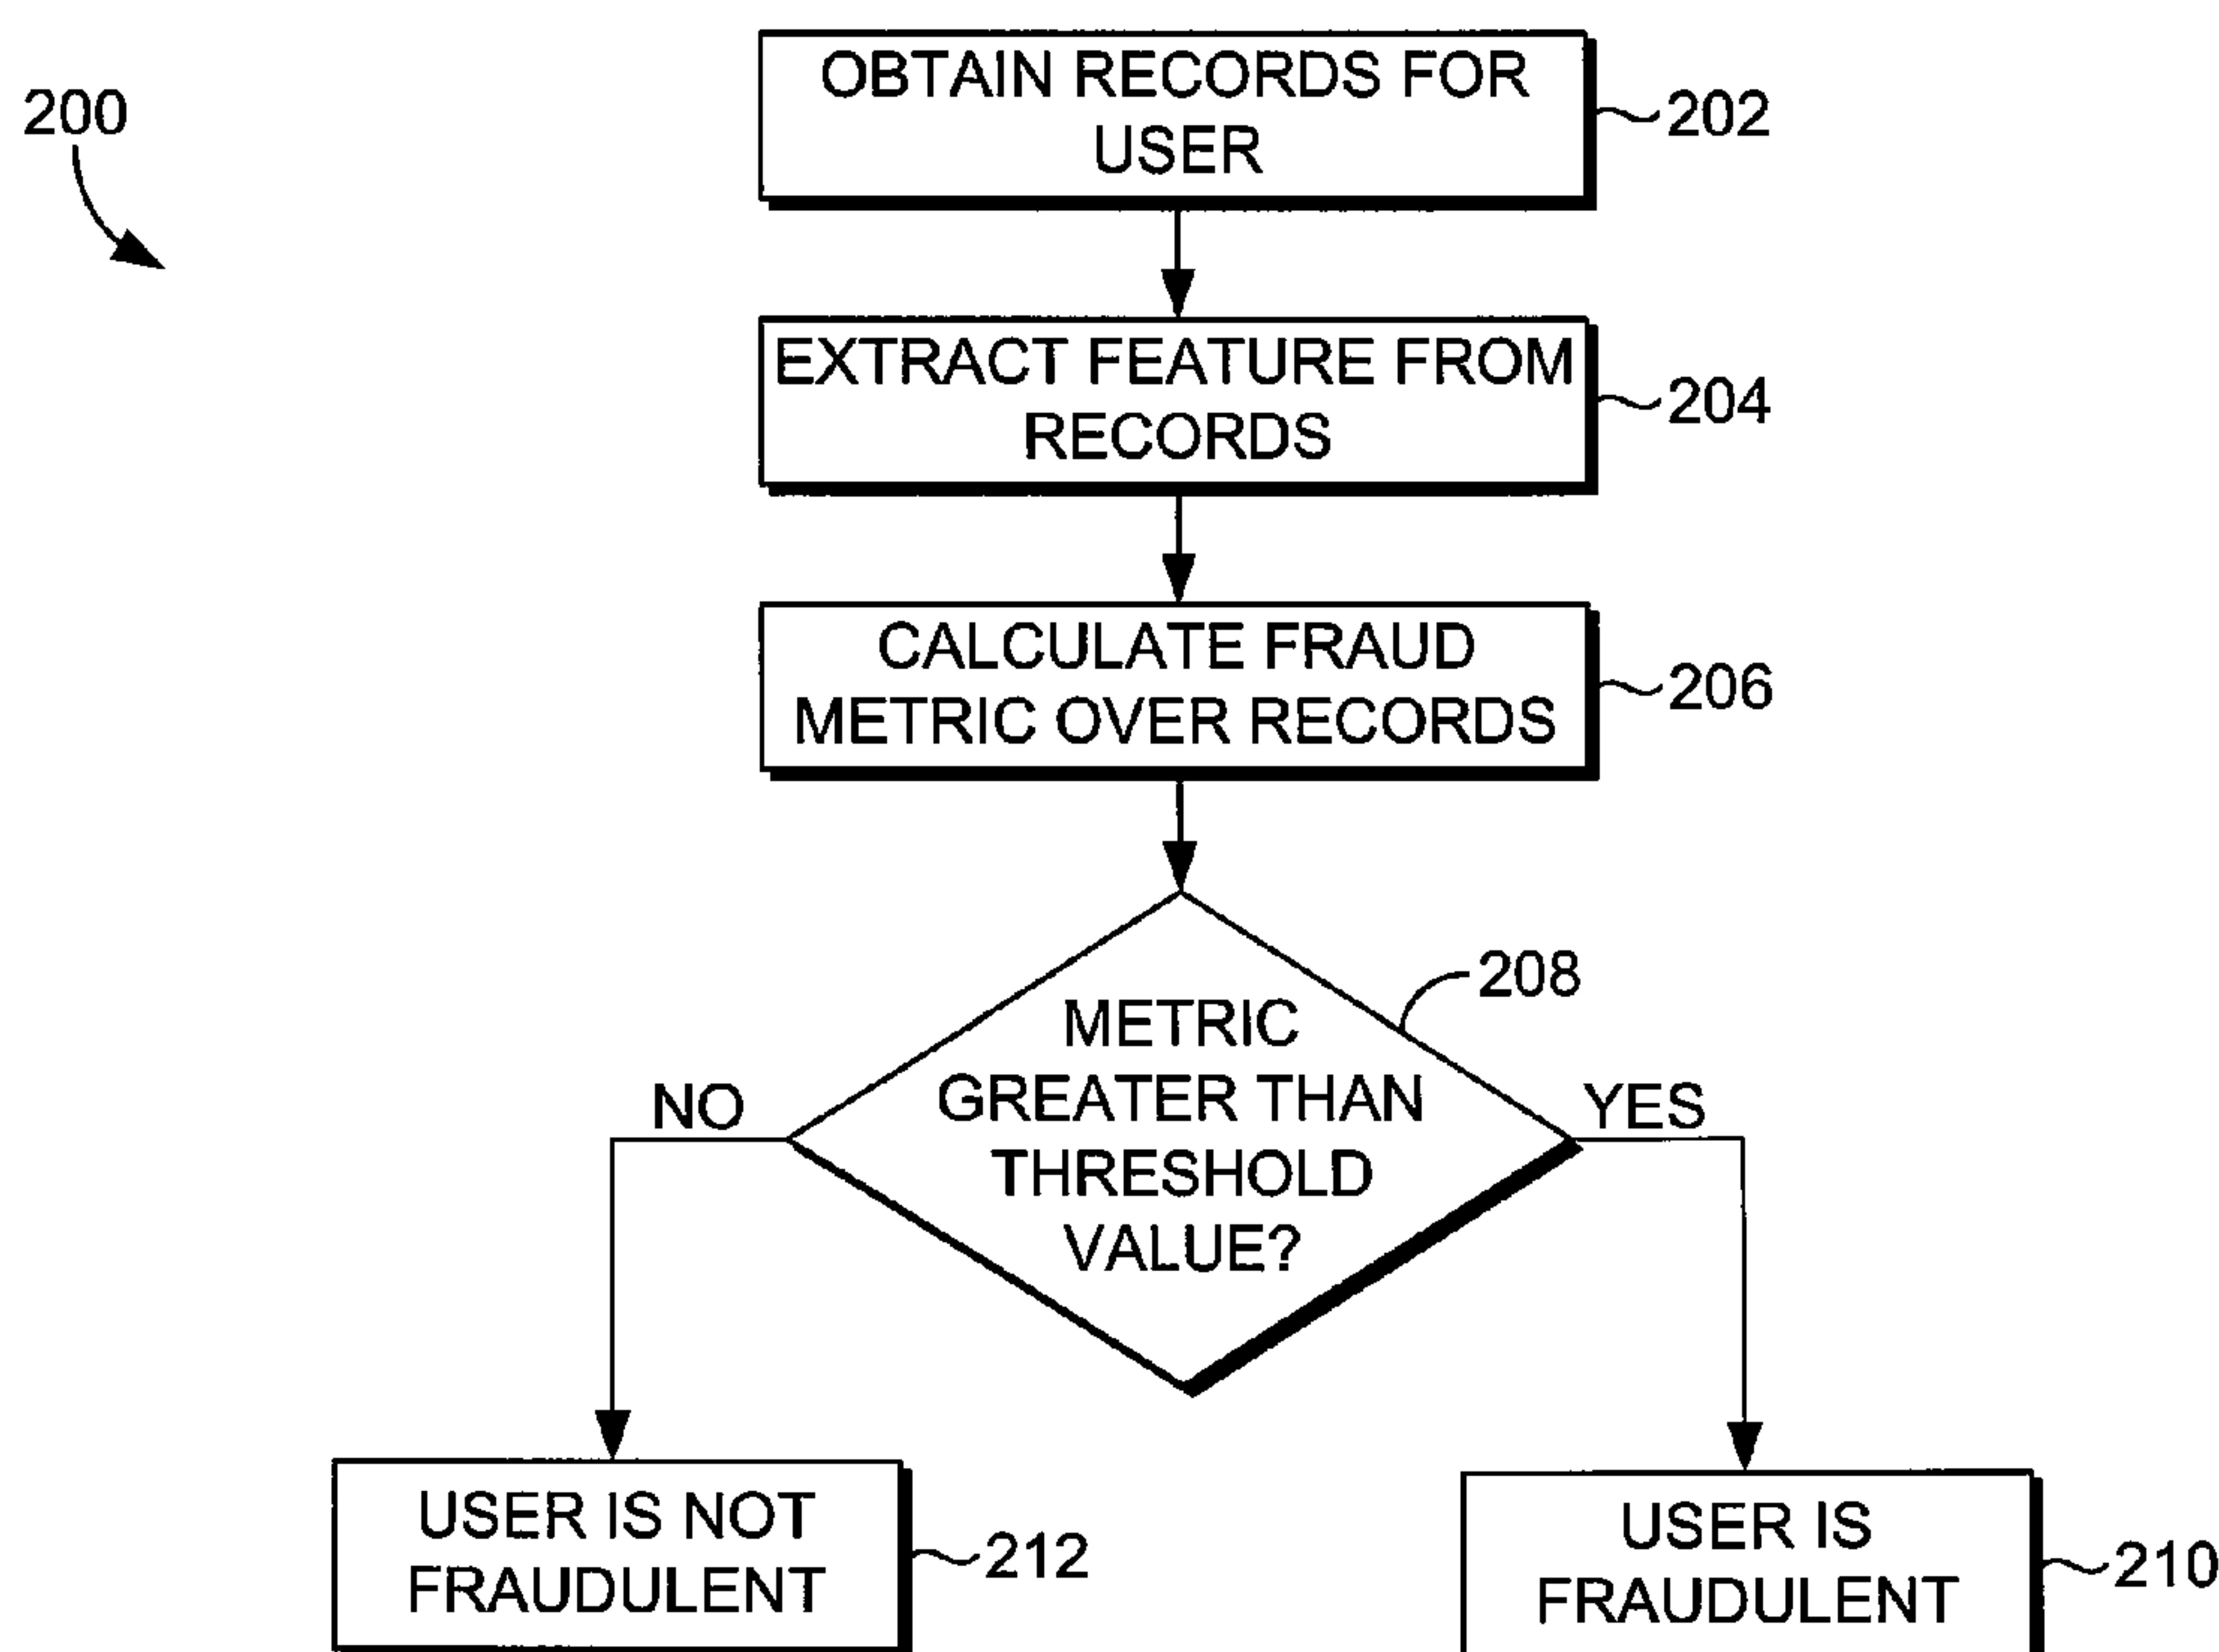 200
OBTAIN RECORDS FOR
USER
202
EXTRACT FEATURE FROM
RECORDS
204
CALCULATE FRAUD
METRIC OVER RECORDS
206
208
METRIC
GREATER THAN
THRESHOLD
VALUE?
NO
YES
USER IS NOT
FRAUDULENT
212
USER IS
FRAUDULENT
210